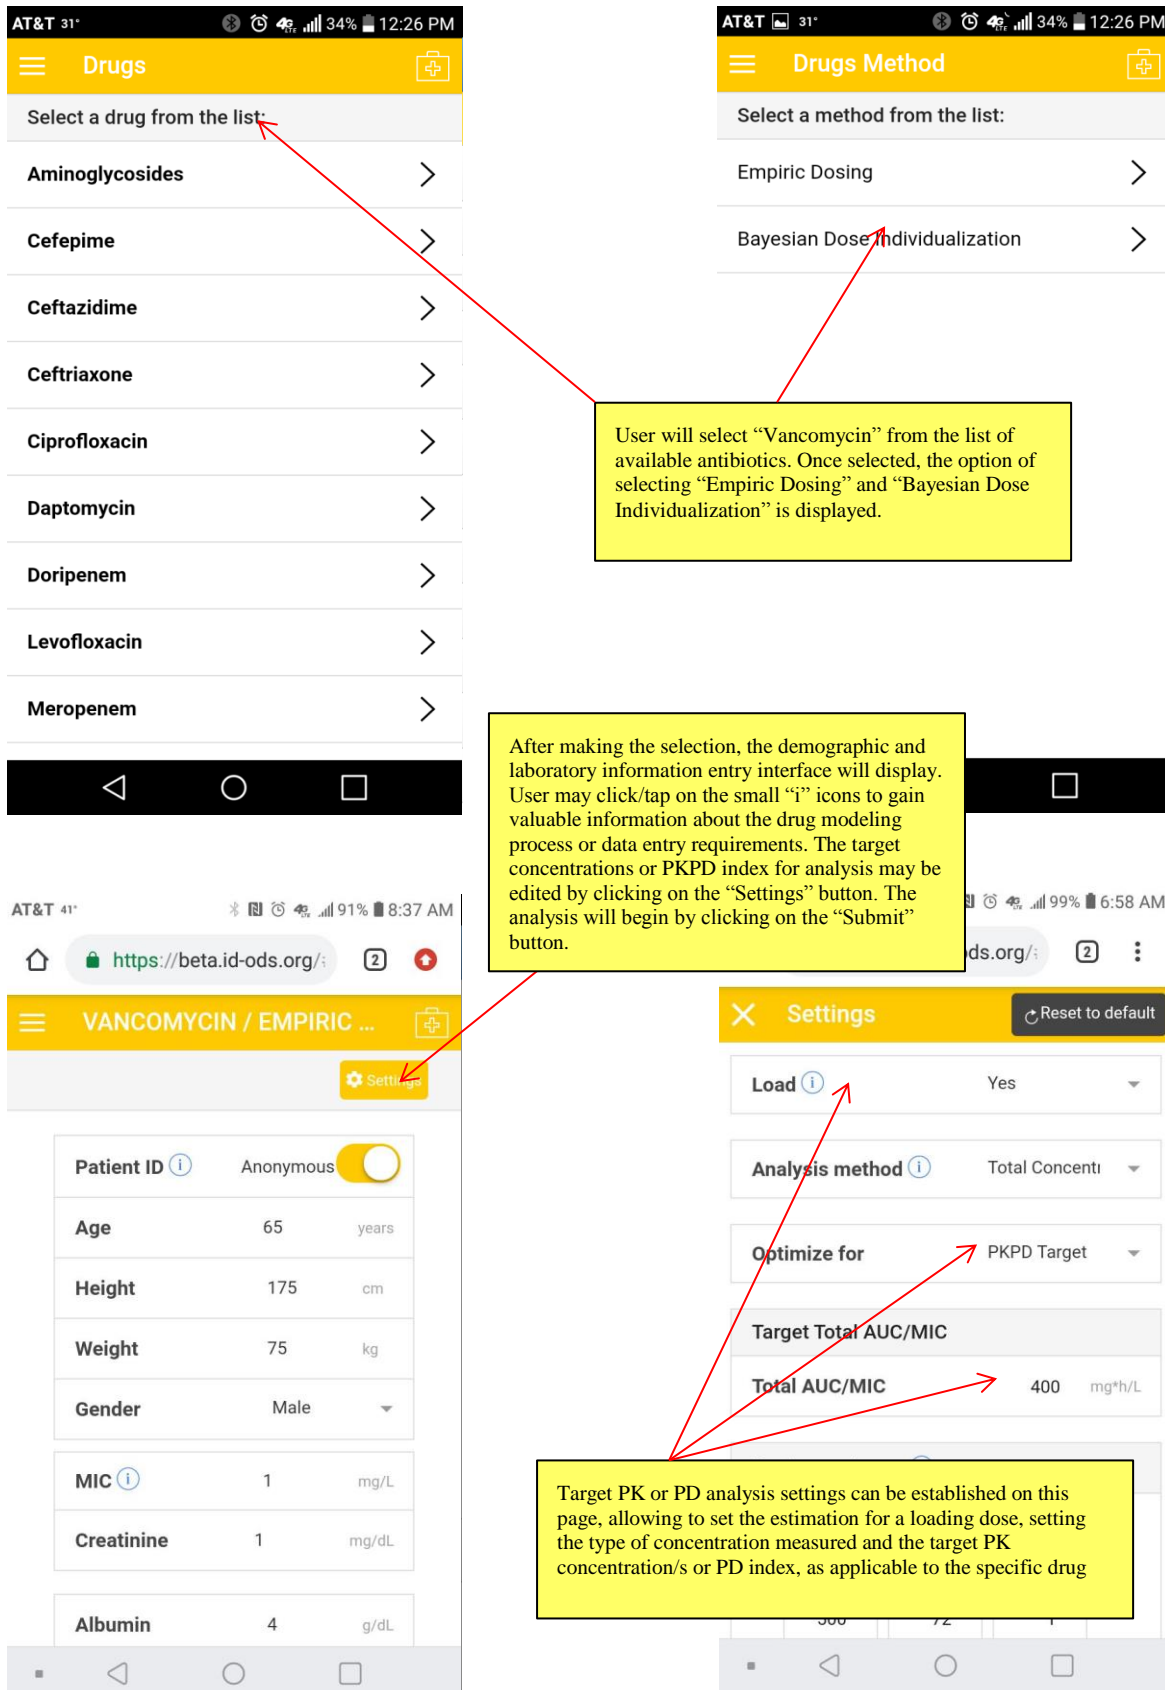 AT&T 31° 34% 12:26 PM
Drugs
Select a drug from the list:
Aminoglycosides
Cefepime
Ceftazidime
Ceftriaxone
Ciprofloxacin
Daptomycin
Doripenem
Levofloxacin
Meropenem
AT&T 31° 34% 12:26 PM
Drugs Method
Select a method from the list:
Empiric Dosing
Bayesian Dose Individualization
User will select “Vancomycin” from the list of
available antibiotics. Once selected, the option of
selecting “Empiric Dosing” and “Bayesian Dose
Individualization” is displayed.
After making the selection, the demographic and
laboratory information entry interface will display.
User may click/tap on the small “i” icons to gain
valuable information about the drug modeling
process or data entry requirements. The target
concentrations or PKPD index for analysis may be
edited by clicking on the “Settings” button. The
analysis will begin by clicking on the “Submit”
button.
AT&T 41° 91% 8:37 AM
https://beta.id-ods.org/ 2
VANCOMYCIN / EMPIRIC ...
Settings
Patient ID i Anonymous
Age 65 years
Height 175 cm
Weight 75 kg
Gender Male
MIC i 1 mg/L
Creatinine 1 mg/dL
Albumin 4 g/dL
99% 6:58 AM
ods.org/ 2
Settings Reset to default
Load i Yes
Analysis method i Total Concentr
Optimize for PKPD Target
Target Total AUC/MIC
Total AUC/MIC 400 mg*h/L
Target PK or PD analysis settings can be established on this
page, allowing to set the estimation for a loading dose, setting
the type of concentration measured and the target PK
concentration/s or PD index, as applicable to the specific drug